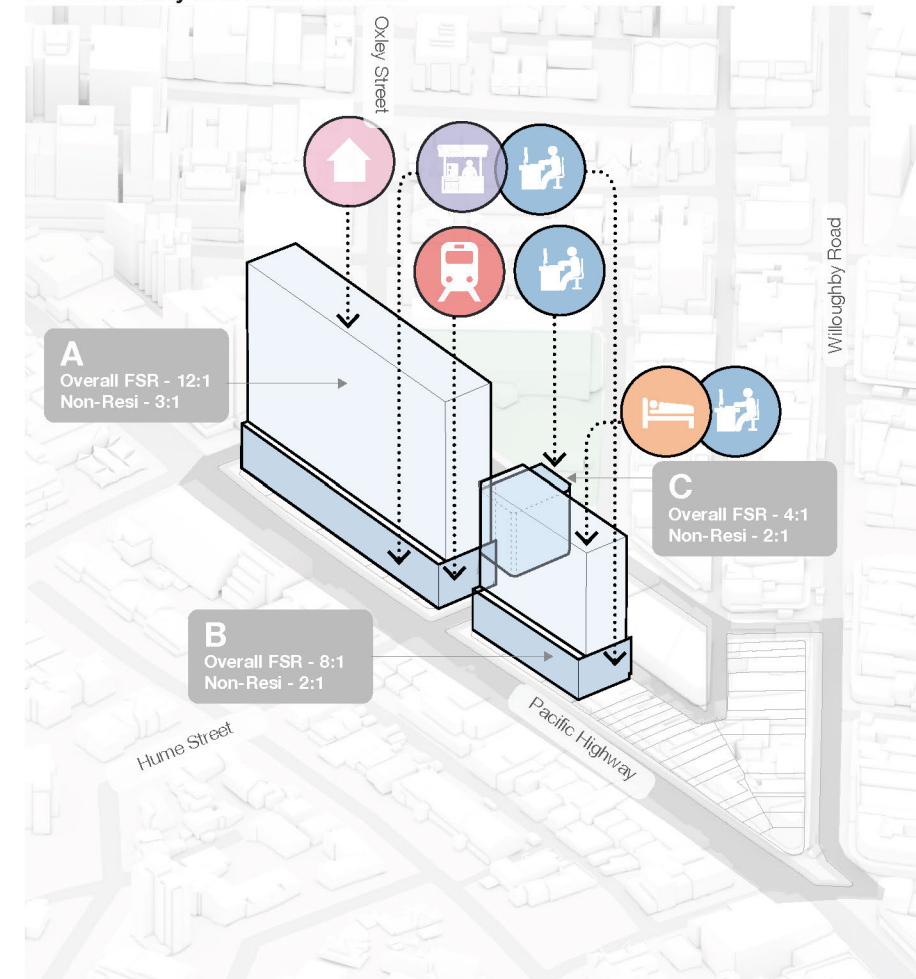 Oxley Street
Willoughby Road
A
Overall FSR - 12:1
Non-Resi - 3:1
C
Overall FSR - 4:1
Non-Resi - 2:1
B
Overall FSR - 8:1
Non-Resi - 2:1
Hume Street
Pacific Highway